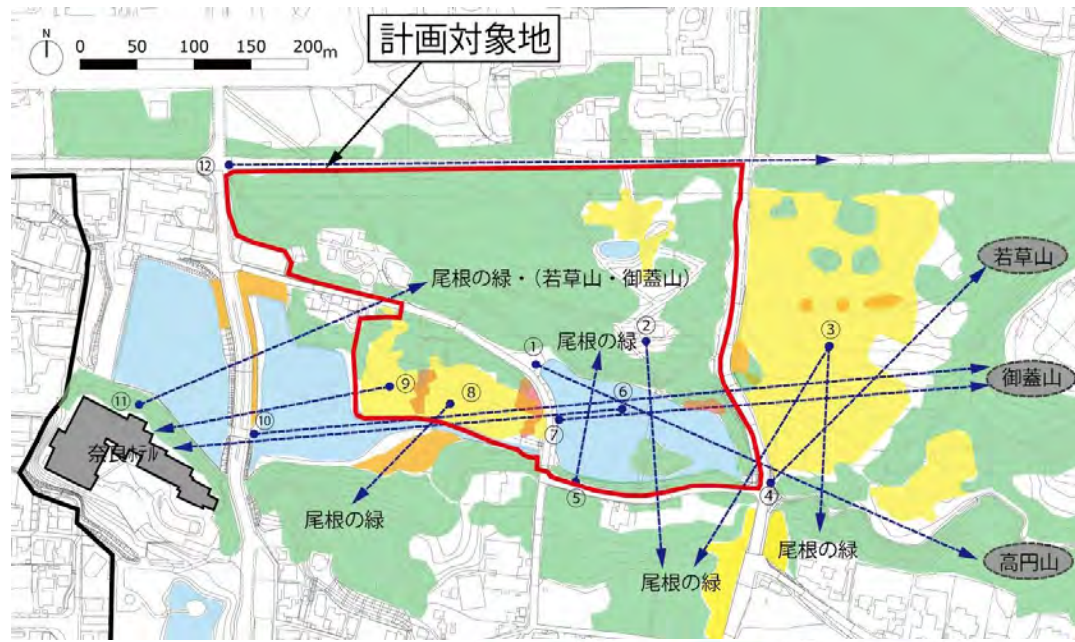 N
0 50 100 150 200m
計画対象地
⑫
若草山
尾根の緑・(若草山・御蓋山)
②
③
尾根の緑
①
御蓋山
⑨
⑥
⑧
⑪
⑦
⑩
奈良ホテル
⑤
④
尾根の緑
尾根の緑
高円山
尾根の緑